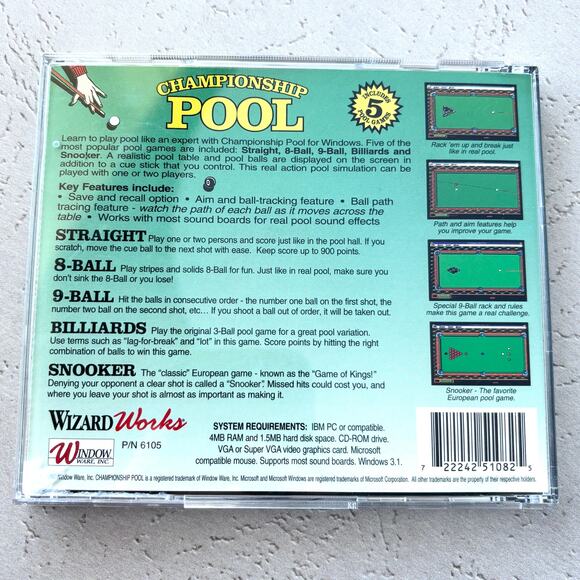 CHAMPIONSHIP
POOL
INCLUDES
5
POOL GAMES
Learn to play pool like an expert with Championship Pool for Windows. Five of the
most popular pool games are included: Straight, 8-Ball, 9-Ball, Billiards and
Snooker. A realistic pool table and pool balls are displayed on the screen in
addition to a cue stick that you control. This real action pool simulation can be
played with one or two players.
Key Features include:
• Save and recall option • Aim and ball-tracking feature • Ball path
tracing feature - watch the path of each ball as it moves across the
table • Works with most sound boards for real pool sound effects
STRAIGHT Play one or two persons and score just like in the pool hall. If you
scratch, move the cue ball to the next shot with ease. Keep score up to 900 points.
8-BALL Play stripes and solids 8-Ball for fun. Just like in real pool, make sure you
don't sink the 8-Ball or you lose!
9-BALL Hit the balls in consecutive order - the number one ball on the first shot, the
number two ball on the second shot, etc... If you shoot a ball out of order, it will be taken out.
BILLIARDS Play the original 3-Ball pool game for a great pool variation.
Use terms such as "lag-for-break" and "lot" in this game. Score points by hitting the right
combination of balls to win this game.
SNOOKER The "classic" European game - known as the "Game of Kings!"
Denying your opponent a clear shot is called a "Snooker". Missed hits could cost you, and
where you leave your shot is almost as important as making it.
Rack 'em up and break just
like in real pool.
Path and aim features help
you improve your game.
Special 9-Ball rack and rules
make this game a real challenge.
Snooker - The favorite
European pool game.
WIZARDWorks
WINDOW
WARE, INC.
P/N 6105
SYSTEM REQUIREMENTS: IBM PC or compatible.
4MB RAM and 1.5MB hard disk space. CD-ROM drive.
VGA or Super VGA video graphics card. Microsoft
compatible mouse. Supports most sound boards. Windows 3.1.
7 22242 51082 5
Window Ware, Inc. CHAMPIONSHIP POOL is a registered trademark of Window Ware, Inc. Microsoft and Microsoft Windows are registered trademarks of Microsoft Corporation. All other trademarks are the property of their respective holders.